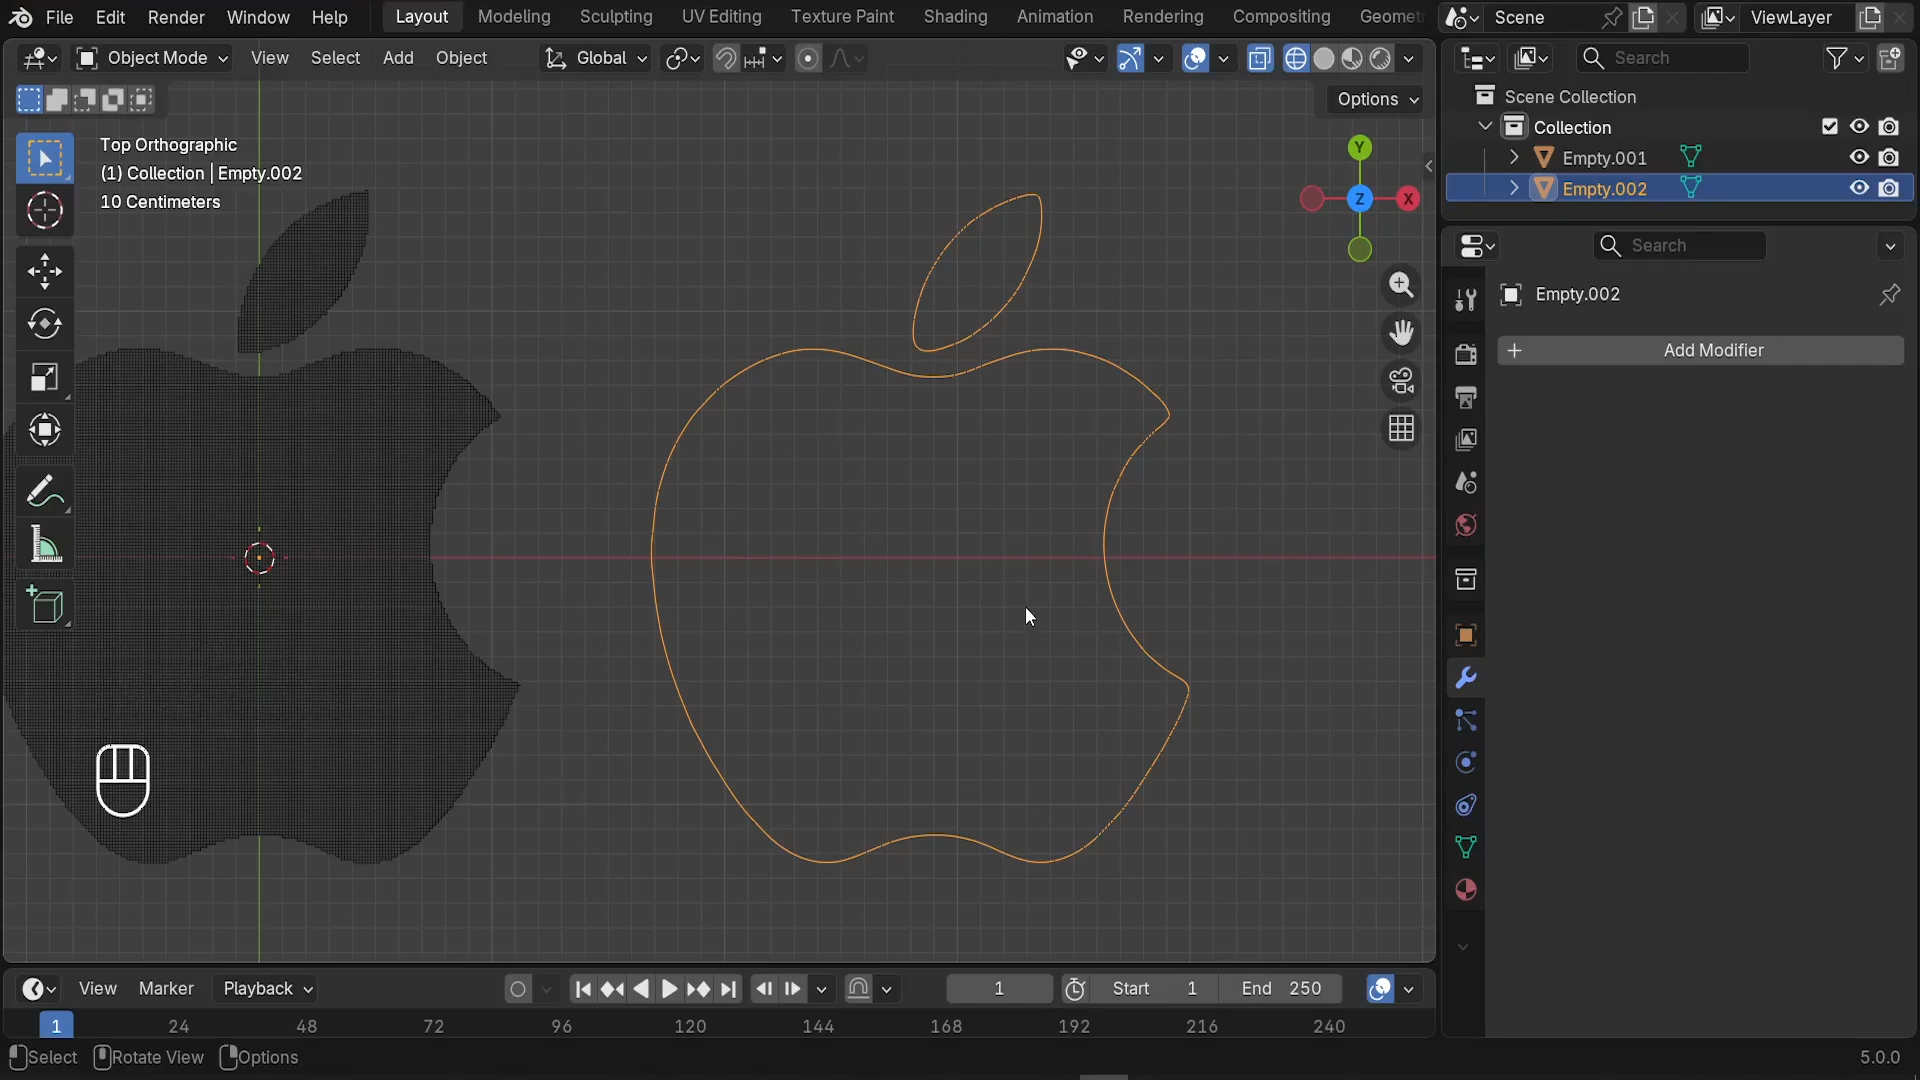 File Edit Render Window Help Layout Modeling Sculpting UV Editing Texture Paint Shading Animation Rendering Compositing Geometr Scene ViewLayer
Object Mode View Select Add Object Global Search
Options
Scene Collection
Collection
Empty.001
Empty.002
Top Orthographic
(1) Collection | Empty.002
10 Centimeters
Y
Z
X
Search
Empty.002
Add Modifier
View Marker Playback 1 Start 1 End 250
1 24 48 72 96 120 144 168 192 216 240
Select Rotate View Options 5.0.0